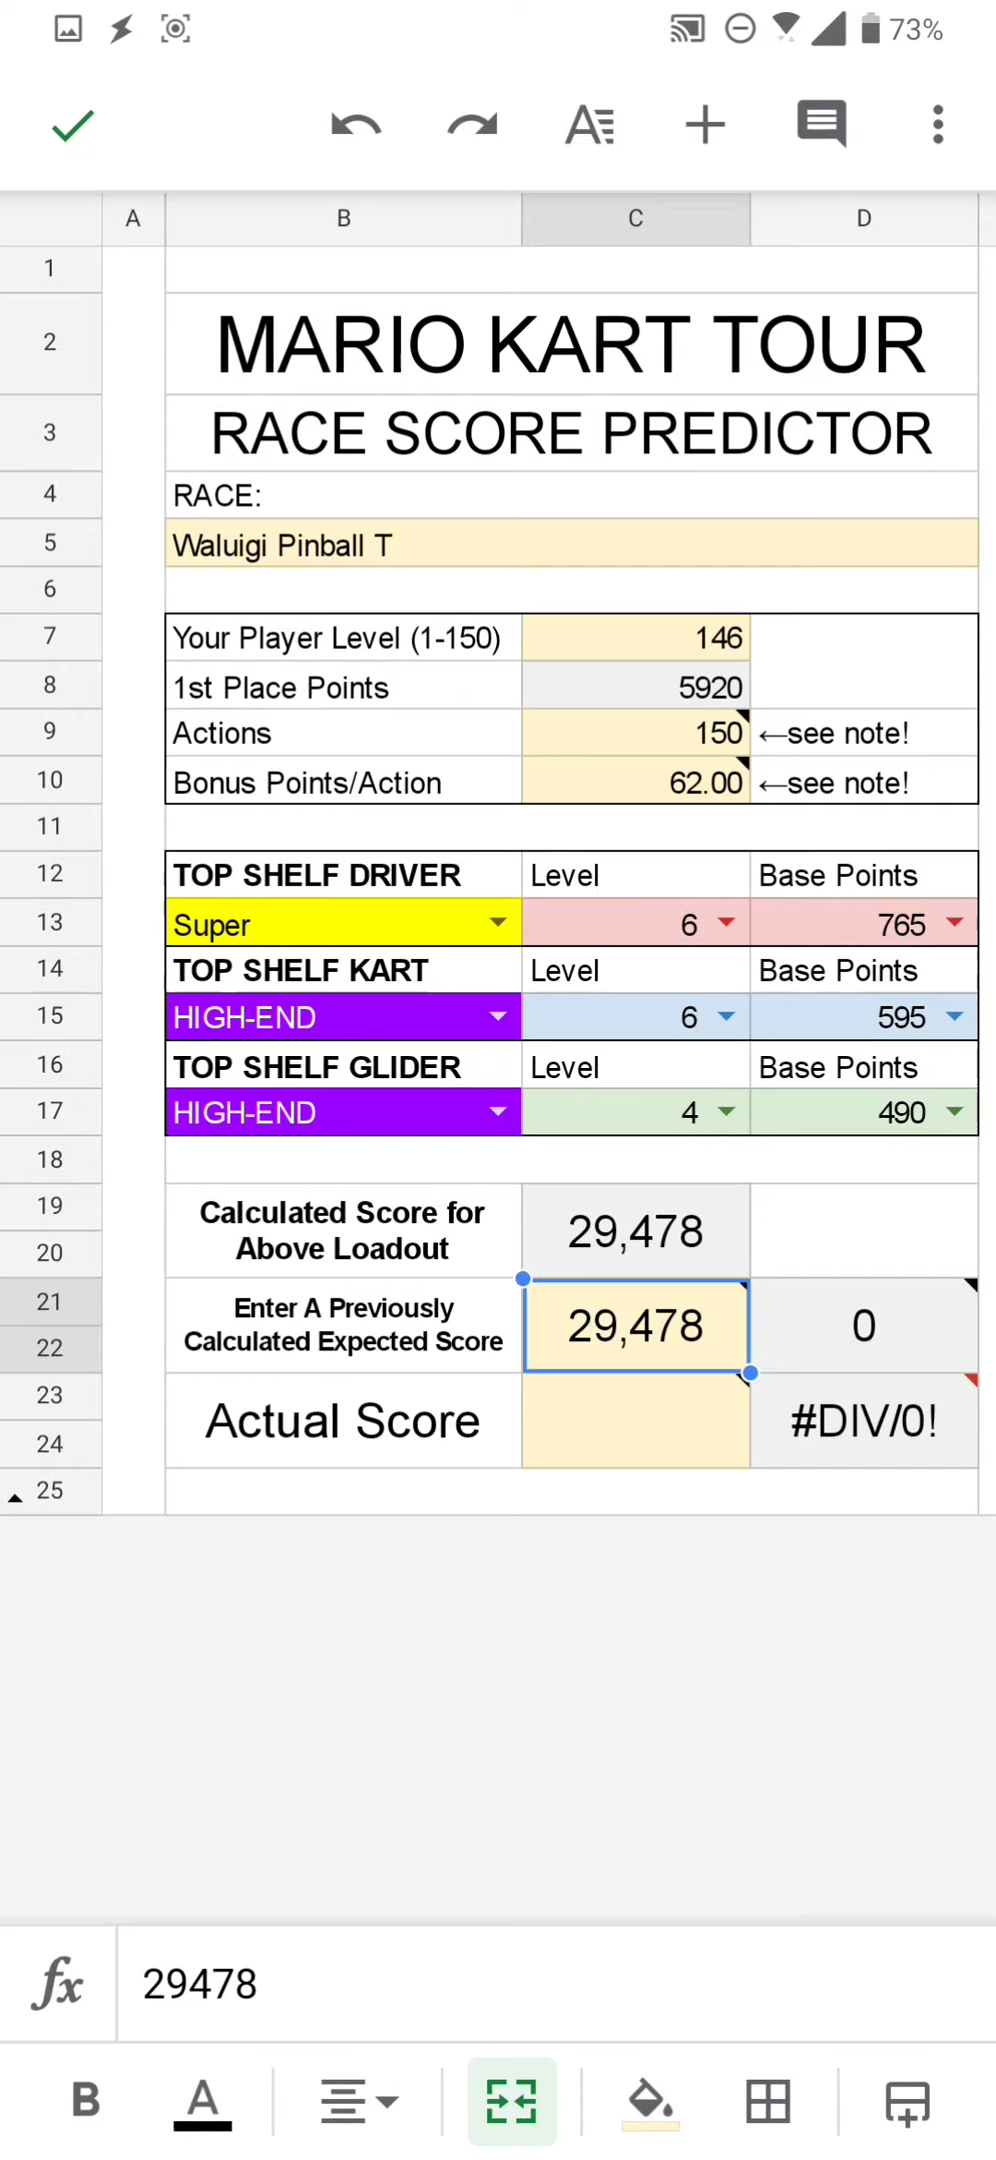 73%
A B C D
1
2 MARIO KART TOUR
3 RACE SCORE PREDICTOR
4 RACE:
5 Waluigi Pinball T
6
7 Your Player Level (1-150) 146
8 1st Place Points 5920
9 Actions 150 ←see note!
10 Bonus Points/Action 62.00 ←see note!
11
12 TOP SHELF DRIVER Level Base Points
13 Super 6 765
14 TOP SHELF KART Level Base Points
15 HIGH-END 6 595
16 TOP SHELF GLIDER Level Base Points
17 HIGH-END 4 490
18
19 Calculated Score for
20 Above Loadout 29,478
21 Enter A Previously
22 Calculated Expected Score 29,478 0
23 Actual Score #DIV/0!
24
25
fx 29478
B A